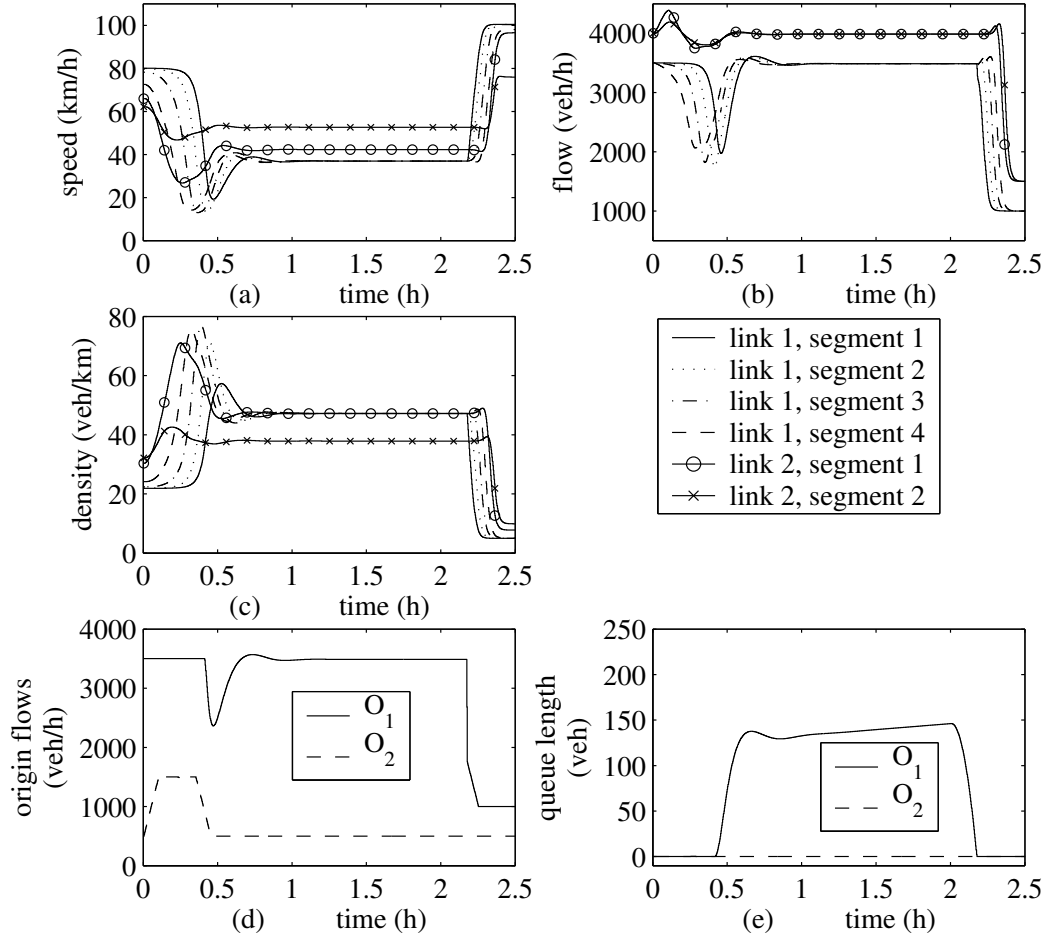 100
80
60
40
20
0
speed (km/h)
0 0.5 1 1.5 2 2.5
(a) time (h)
4000
3000
2000
1000
flow (veh/h)
0 0.5 1 1.5 2 2.5
(b) time (h)
80
60
40
20
0
density (veh/km)
0 0.5 1 1.5 2 2.5
(c) time (h)
link 1, segment 1
link 1, segment 2
link 1, segment 3
link 1, segment 4
link 2, segment 1
link 2, segment 2
4000
3000
2000
1000
0
origin flows
(veh/h)
O1
O2
0 0.5 1 1.5 2 2.5
(d) time (h)
250
200
150
100
50
0
queue length
(veh)
O1
O2
0 0.5 1 1.5 2 2.5
(e) time (h)